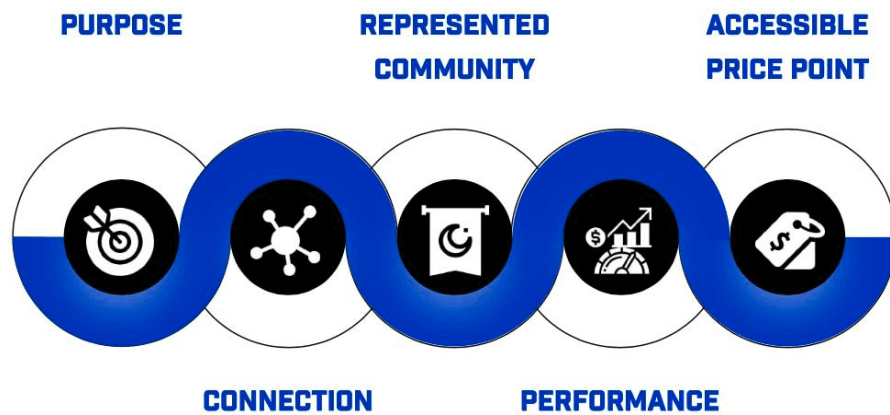 PURPOSE
REPRESENTED
COMMUNITY
ACCESSIBLE
PRICE POINT
$
$
CONNECTION
PERFORMANCE